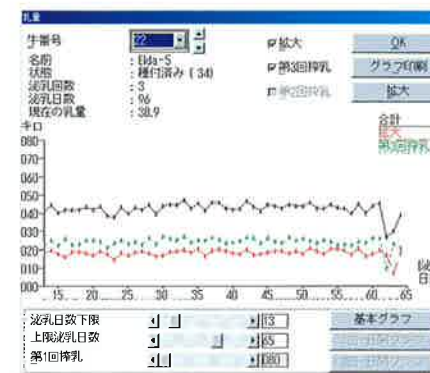 乳量
牛番号 22 拡大 OK
名前 : Elda-S 第3回搾乳 グラフ印刷
状態 : 種付済み ( 34) 第2回搾乳 拡大
泌乳回数 : 3
泌乳日数 : 96
現在の乳量 : 38.9
キロ 合計
拡大
第3回搾乳
080
070
060
050
040
030
020
010
000
15 20 25 30 35 40 45 50 55 60 65
日
泌乳日数下限 13 基本グラフ
上限泌乳日数 65
第1回搾乳 080